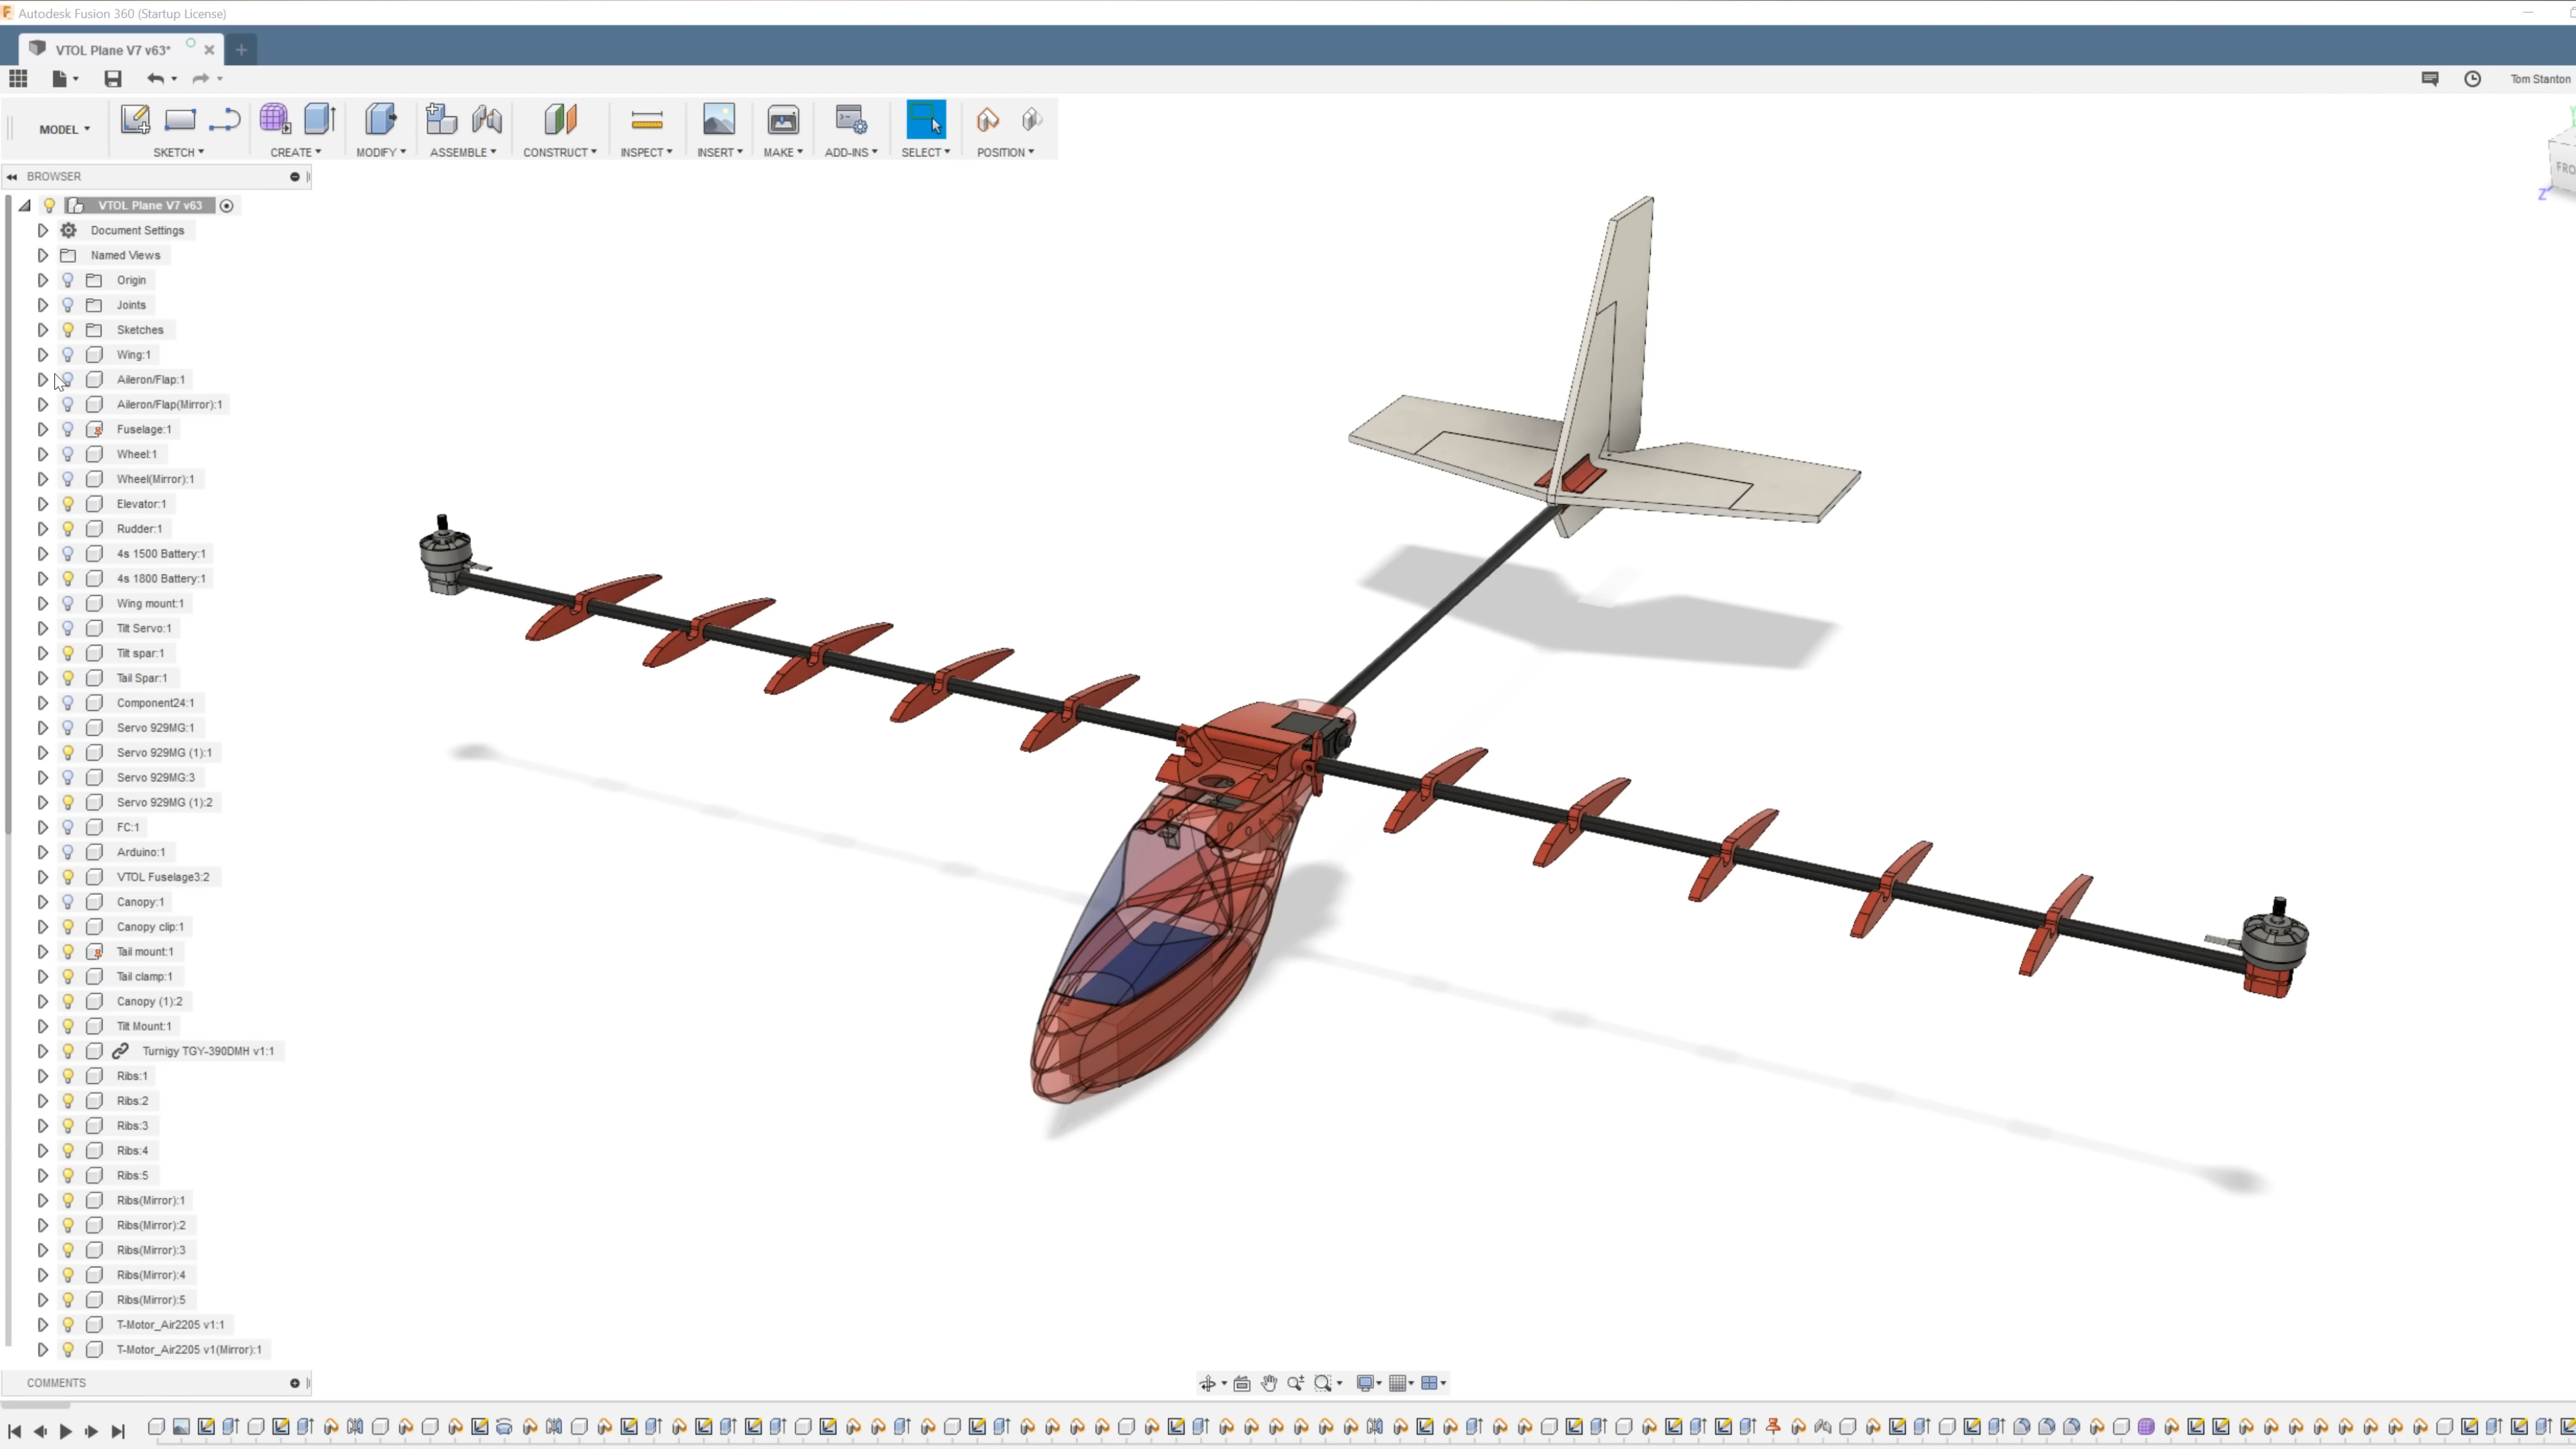 Autodesk Fusion 360 (Startup License)
VTOL Plane V7 v63*
Tom Stanton
MODEL
SKETCH CREATE MODIFY ASSEMBLE CONSTRUCT INSPECT INSERT MAKE ADD-INS SELECT POSITION
BROWSER
VTOL Plane V7 v63
Document Settings
Named Views
Origin
Joints
Sketches
Wing:1
Aileron/Flap:1
Aileron/Flap(Mirror):1
Fuselage:1
Wheel:1
Wheel(Mirror):1
Elevator:1
Rudder:1
4s 1500 Battery:1
4s 1800 Battery:1
Wing mount:1
Tilt Servo:1
Tilt spar:1
Tail Spar:1
Component24:1
Servo 929MG:1
Servo 929MG (1):1
Servo 929MG:3
Servo 929MG (1):2
FC:1
Arduino:1
VTOL Fuselage3:2
Canopy:1
Canopy clip:1
Tail mount:1
Tail clamp:1
Canopy (1):2
Tilt Mount:1
Turnigy TGY-390DMH v1:1
Ribs:1
Ribs:2
Ribs:3
Ribs:4
Ribs:5
Ribs(Mirror):1
Ribs(Mirror):2
Ribs(Mirror):3
Ribs(Mirror):4
Ribs(Mirror):5
T-Motor_Air2205 v1:1
T-Motor_Air2205 v1(Mirror):1
COMMENTS
Y
FRO
Z